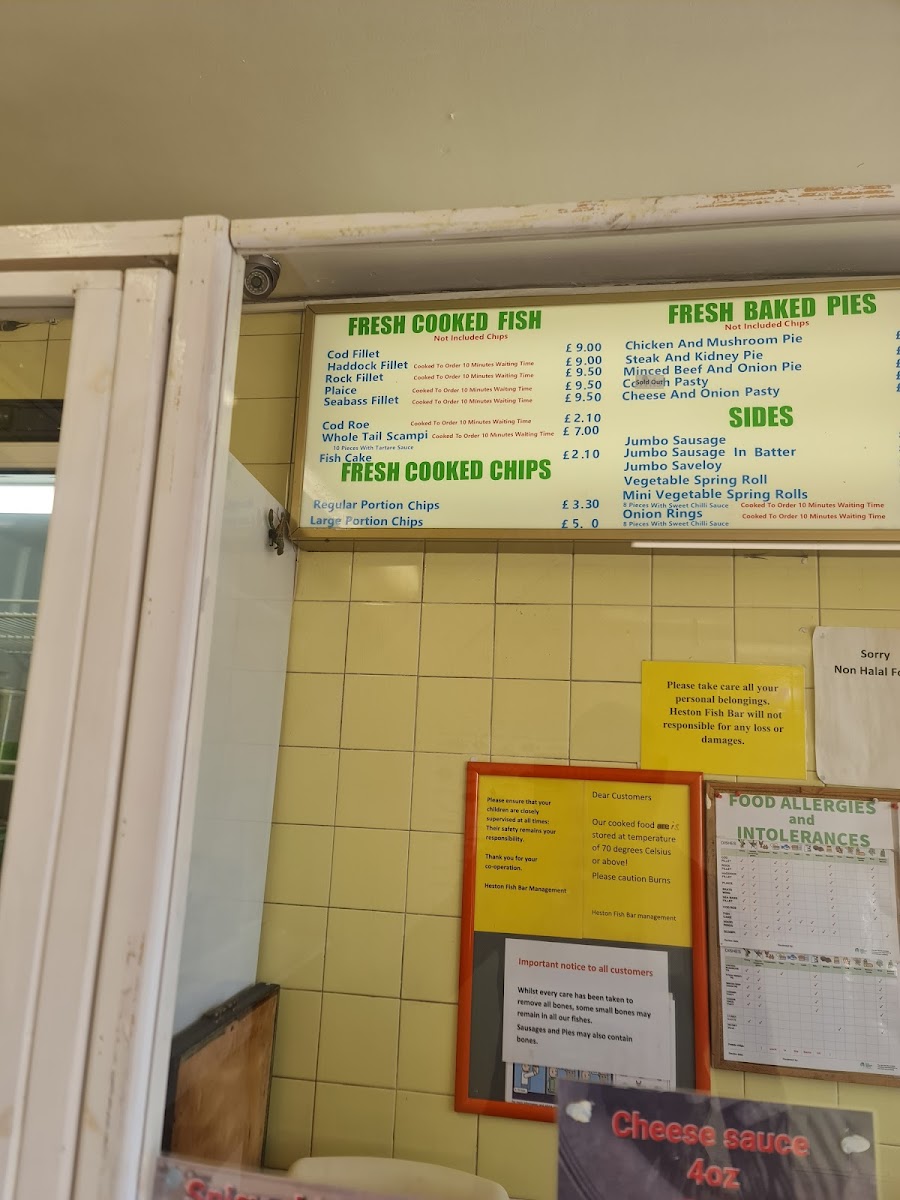 FRESH COOKED FISH
Not Included Chips
Cod Fillet £ 9.00
Haddock Fillet Cooked To Order 10 Minutes Waiting Time £ 9.00
Rock Fillet Cooked To Order 10 Minutes Waiting Time £ 9.50
Plaice Cooked To Order 10 Minutes Waiting Time £ 9.50
Seabass Fillet Cooked To Order 10 Minutes Waiting Time £ 9.50
Cod Roe Cooked To Order 10 Minutes Waiting Time £ 2.10
Whole Tail Scampi Cooked To Order 10 Minutes Waiting Time £ 7.00
10 Pieces With Tartare Sauce
Fish Cake £ 2.10
FRESH COOKED CHIPS
Regular Portion Chips £ 3.30
Large Portion Chips £ 5. 0
FRESH BAKED PIES
Not Included Chips
Chicken And Mushroom Pie
Steak And Kidney Pie
Minced Beef And Onion Pie
Sold Out Pasty
Cheese And Onion Pasty
SIDES
Jumbo Sausage
Jumbo Sausage In Batter
Jumbo Saveloy
Vegetable Spring Roll
Mini Vegetable Spring Rolls
8 Pieces With Sweet Chilli Sauce Cooked To Order 10 Minutes Waiting Time
Onion Rings Cooked To Order 10 Minutes Waiting Time
8 Pieces With Sweet Chilli Sauce
Please take care all your
personal belongings.
Heston Fish Bar will not
responsible for any loss or
damages.
Sorry
Non Halal
Please ensure that your
children are closely
supervised at all times:
Their safety remains your
responsibility.
Thank you for your
co-operation.
Heston Fish Bar Management
Dear Customers
Our cooked food is
stored at temperature
of 70 degrees Celsius
or above!
Please caution Burns
Heston Fish Bar management
Important notice to all customers
Whilst every care has been taken to
remove all bones, some small bones may
remain in all our fishes.
Sausages and Pies may also contain
bones.
FOOD ALLERGIES
and
INTOLERANCES
DISHES
DISHES
Cheese sauce
4oz